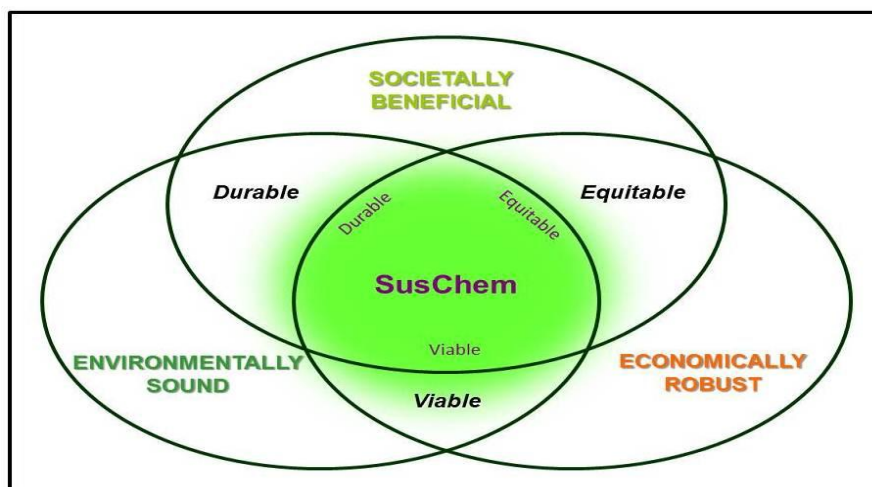 SOCIETALLY
BENEFICIAL
Durable
Equitable
Durable
Equitable
SusChem
Viable
ENVIRONMENTALLY
SOUND
ECONOMICALLY
ROBUST
Viable